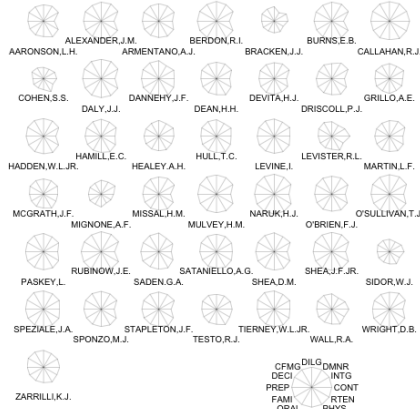 ALEXANDER,J.M. BERDON,R.I. BURNS,E.B.
AARONSON,L.H. ARMENTANO,A.J. BRACKEN,J.J. CALLAHAN,R.J.
COHEN,S.S. DANNEHY,J.F. DEVITA,H.J. GRILLO,A.E.
DALY,J.J. DEAN,H.H. DRISCOLL,P.J.
HAMILL,E.C. HULL,T.C. LEVISTER,R.L.
HADDEN,W.L.JR. HEALEY.A.H. LEVINE,I. MARTIN,L.F.
MCGRATH,J.F. MISSAL,H.M. NARUK,H.J. O'SULLIVAN,T.J.
MIGNONE,A.F. MULVEY,H.M. O'BRIEN,F.J.
RUBINOW,J.E. SATANIELLO,A.G. SHEA,J.F.JR.
PASKEY,L. SADEN.G.A. SHEA,D.M. SIDOR,W.J.
SPEZIALE,J.A. STAPLETON,J.F. TIERNEY,W.L.JR. WRIGHT,D.B.
SPONZO,M.J. TESTO,R.J. WALL,R.A.
DILG
CFMG DMNR
DECI INTG
PREP CONT
FAMI RTEN
ZARRILLI,K.J.
ORAL PHYS